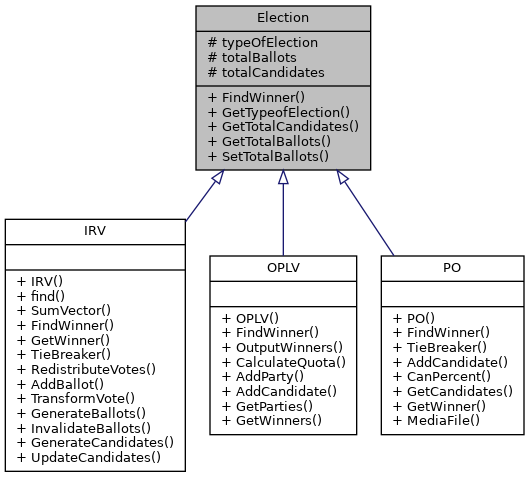 Election
# typeOfElection
# totalBallots
# totalCandidates
+ FindWinner()
+ GetTypeofElection()
+ GetTotalCandidates()
+ GetTotalBallots()
+ SetTotalBallots()
IRV
+ IRV()
+ find()
+ SumVector()
+ FindWinner()
+ GetWinner()
+ TieBreaker()
+ RedistributeVotes()
+ AddBallot()
+ TransformVote()
+ GenerateBallots()
+ InvalidateBallots()
+ GenerateCandidates()
+ UpdateCandidates()
OPLV
+ OPLV()
+ FindWinner()
+ OutputWinners()
+ CalculateQuota()
+ AddParty()
+ AddCandidate()
+ GetParties()
+ GetWinners()
PO
+ PO()
+ FindWinner()
+ TieBreaker()
+ AddCandidate()
+ CanPercent()
+ GetCandidates()
+ GetWinner()
+ MediaFile()